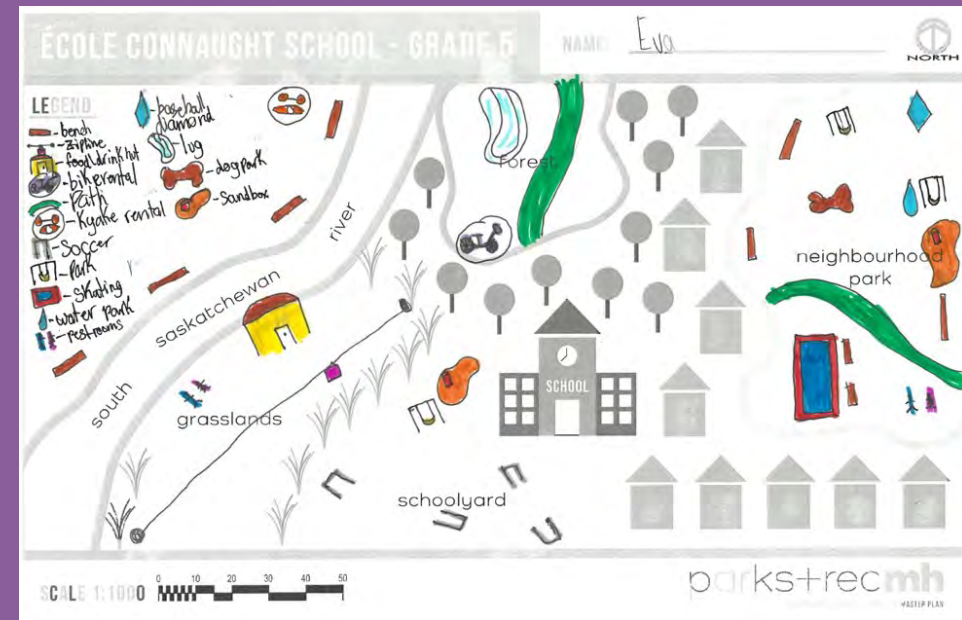 ÉCOLE CONNAUGHT SCHOOL - GRADE 5
NAME: Eva
NORTH
LEGEND
- bench
- zipline
- food/drink hut
- bike rental
- Path
- Kyake rental
- Soccer
- Park
- Skating
- water park
- restrooms
- baseball
diamond
- lug
- dog park
- Sandbox
south saskatchewan river
grasslands
forest
SCHOOL
schoolyard
neighbourhood
park
SCALE 1:1000
0 10 20 30 40 50
parks+recmh
MASTER PLAN